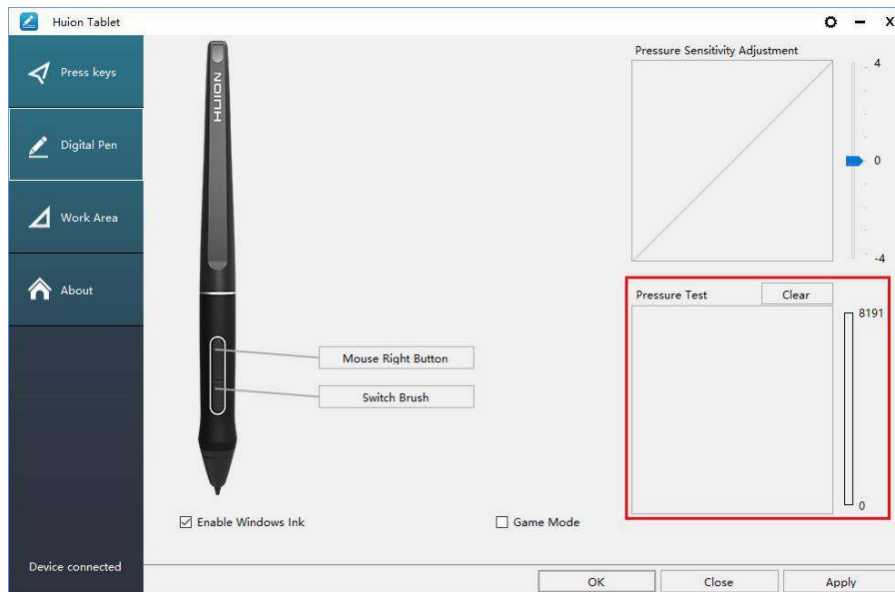 Huion Tablet
Press keys
Digital Pen
Work Area
About
Device connected
HUION
Mouse Right Button
Switch Brush
Enable Windows Ink
Game Mode
Pressure Sensitivity Adjustment
4
0
-4
Pressure Test
Clear
8191
0
OK
Close
Apply